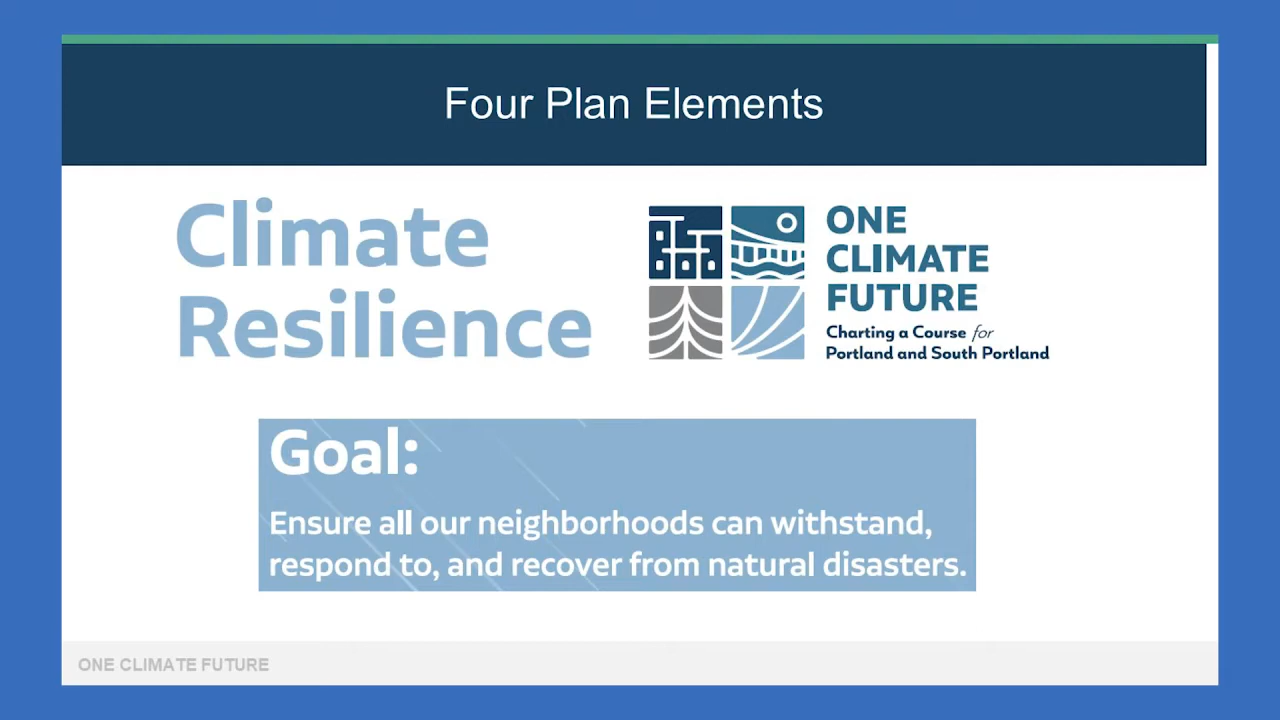 Four Plan Elements
Climate
Resilience
ONE
CLIMATE
FUTURE
Charting a Course for
Portland and South Portland
Goal:
Ensure all our neighborhoods can withstand,
respond to, and recover from natural disasters.
ONE CLIMATE FUTURE